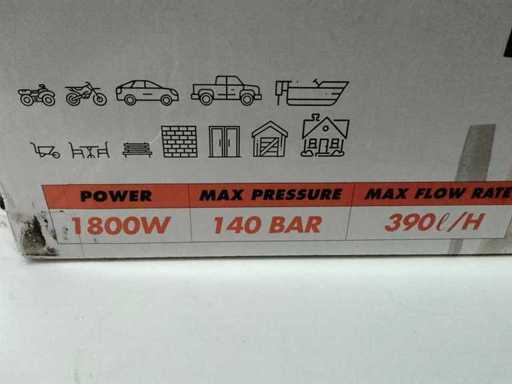 POWER MAX PRESSURE MAX FLOW RATE
1800W 140 BAR 390ℓ/H